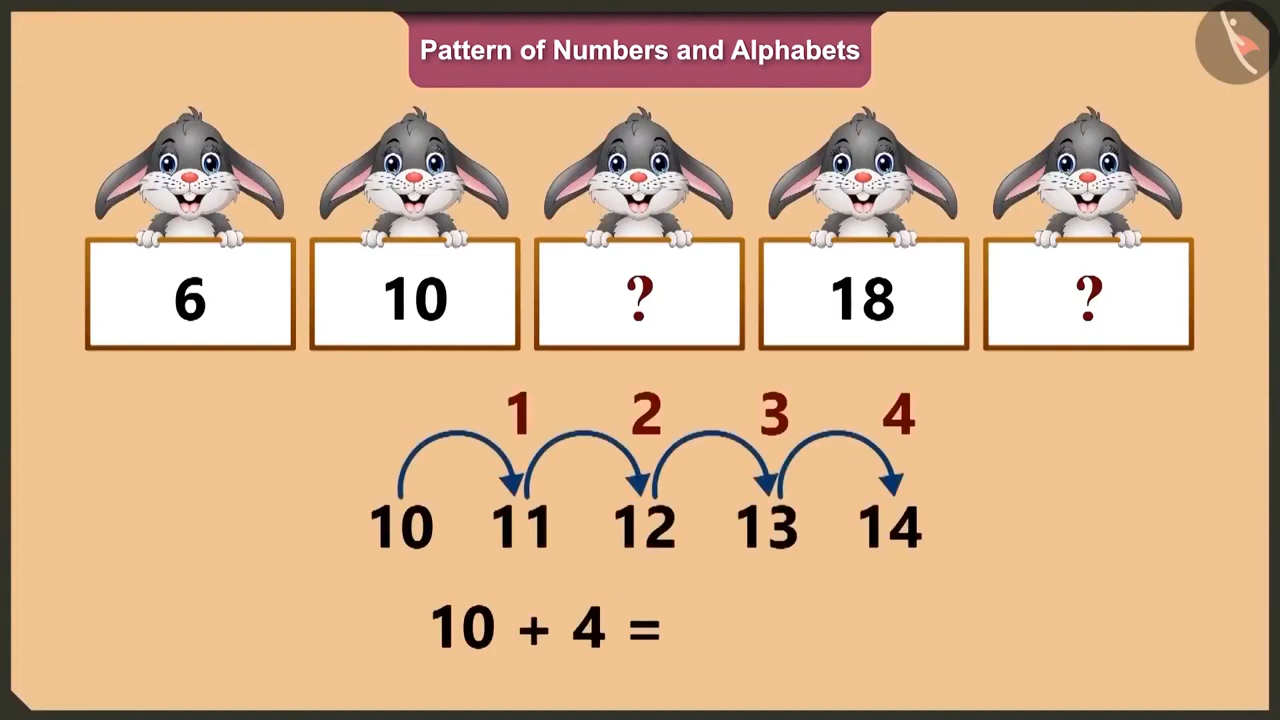 Pattern of Numbers and Alphabets
6 10 ? 18 ?
1 2 3 4
10 11 12 13 14
10 + 4 =